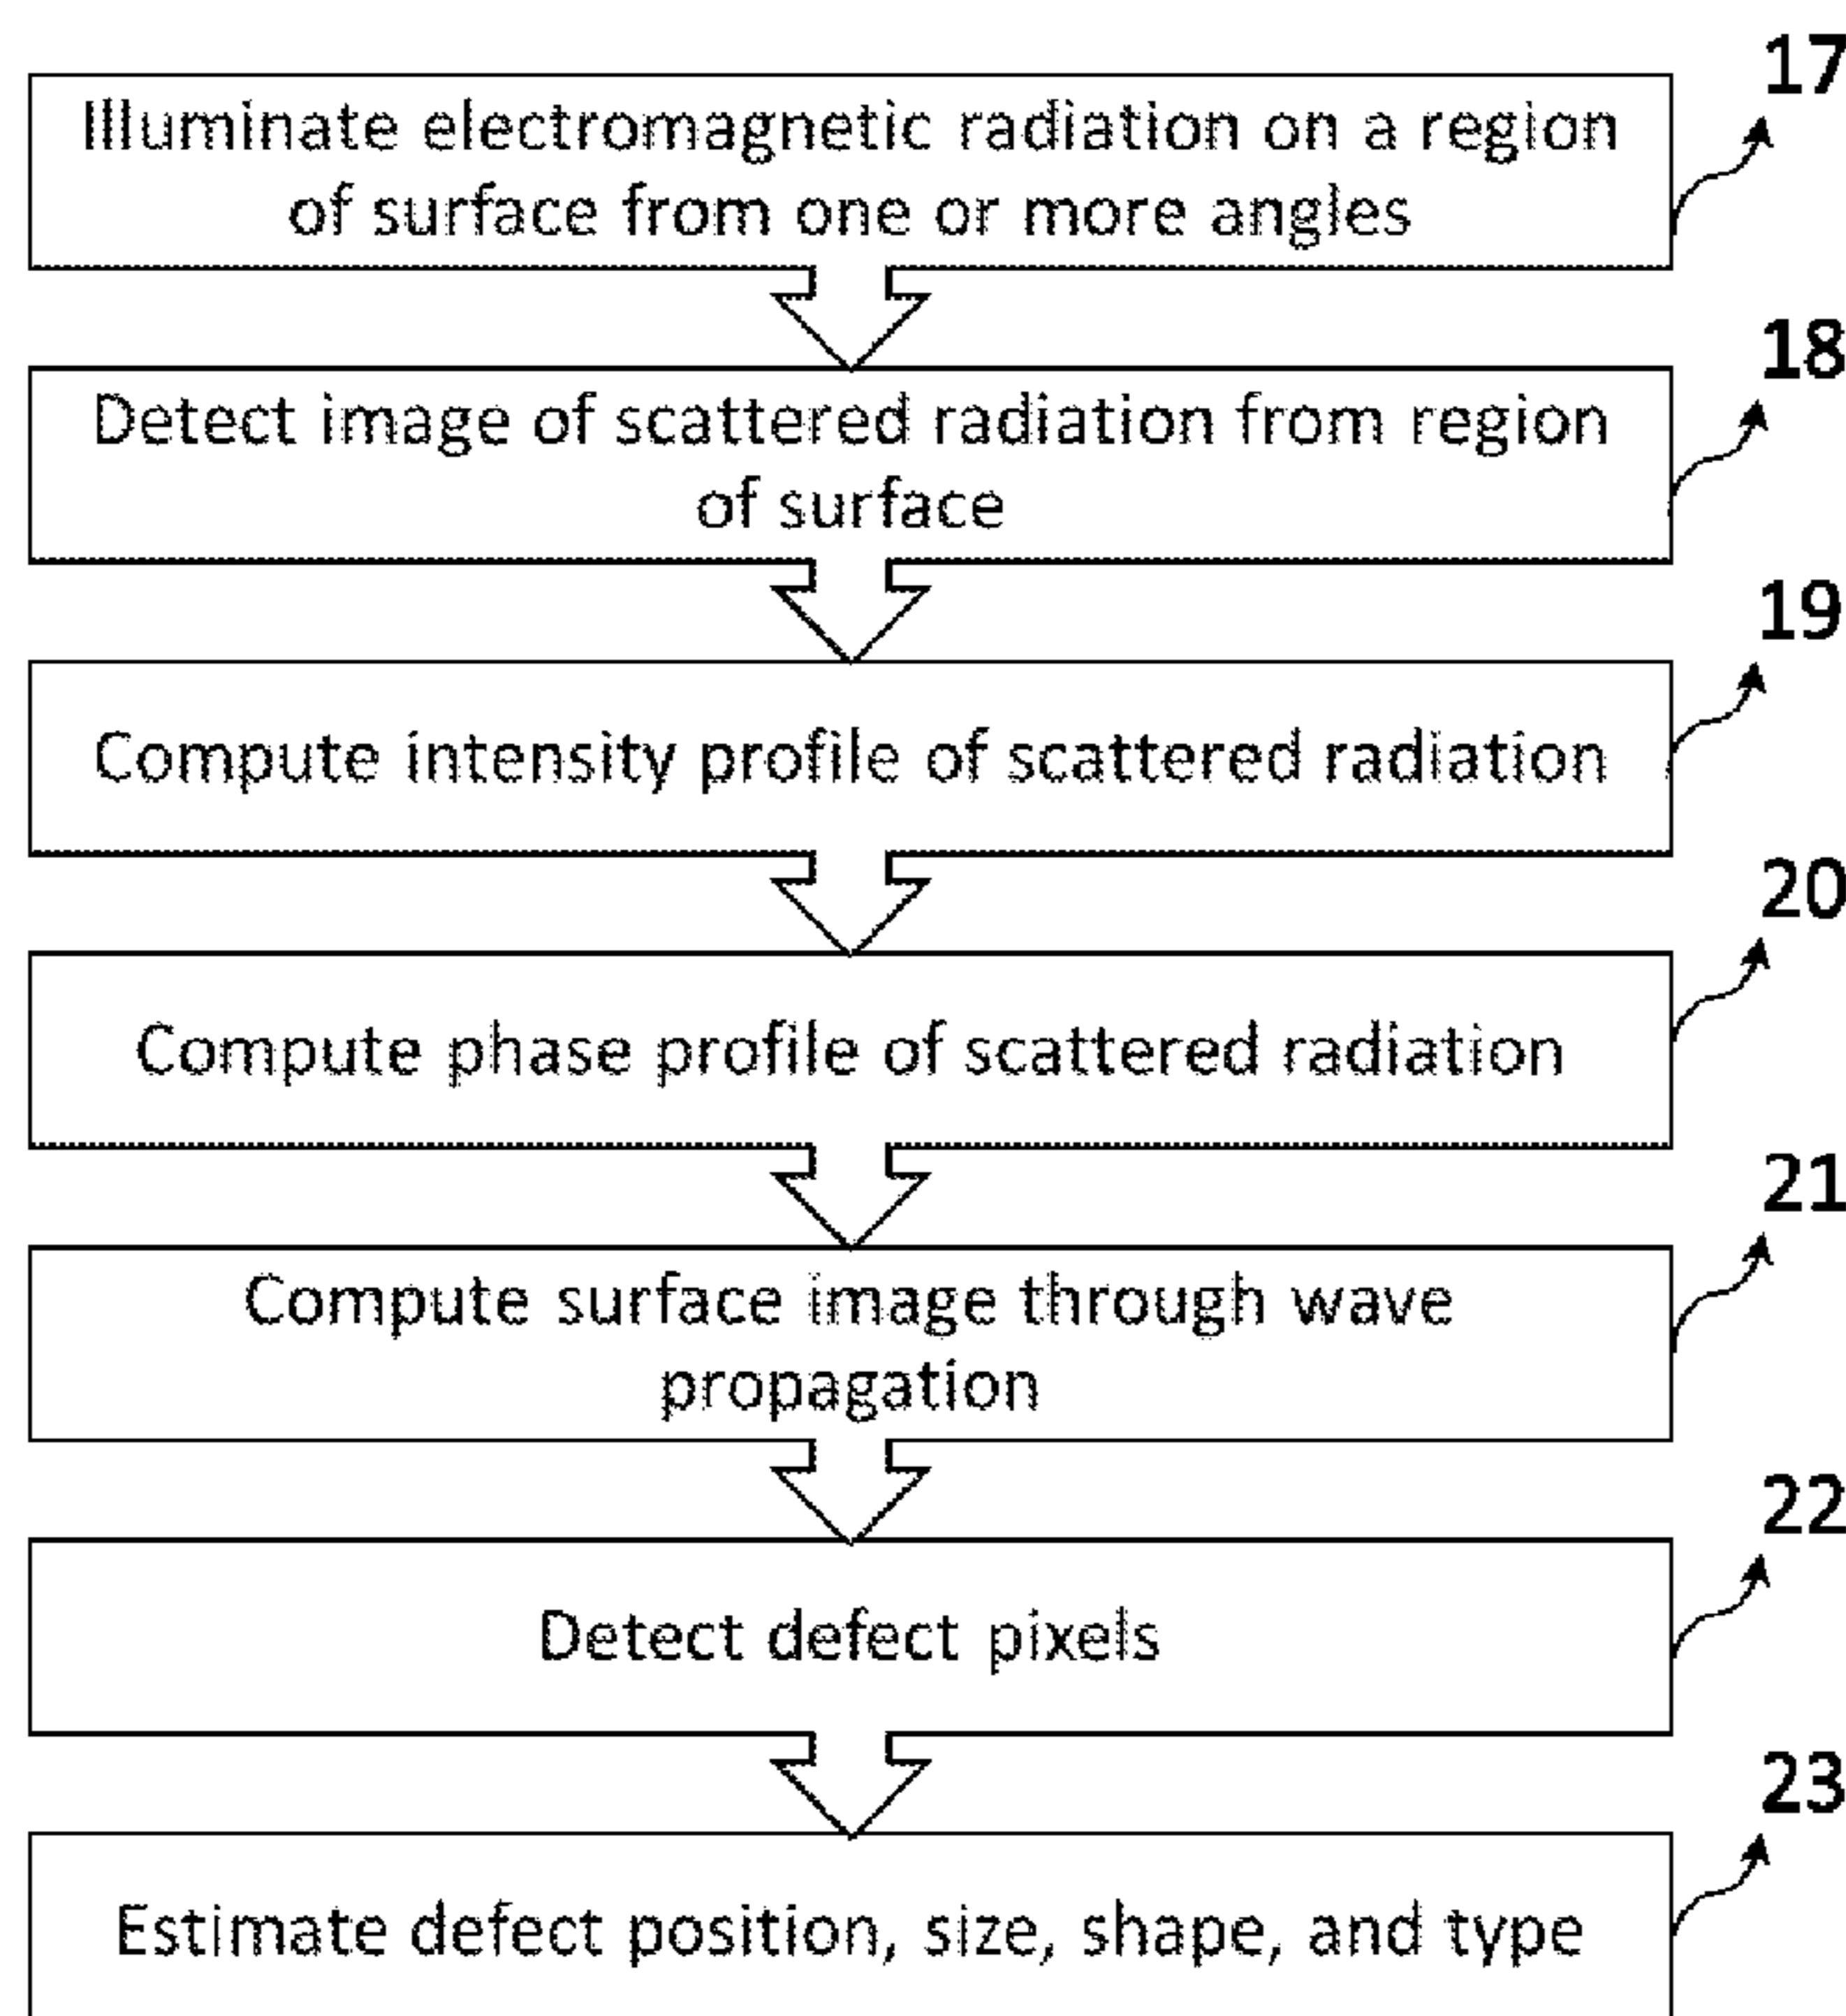 17
Illuminate electromagnetic radiation on a region
of surface from one or more angles
18
Detect image of scattered radiation from region
of surface
19
Compute intensity profile of scattered radiation
20
Compute phase profile of scattered radiation
21
Compute surface image through wave
propagation
22
Detect defect pixels
23
Estimate defect position, size, shape, and type